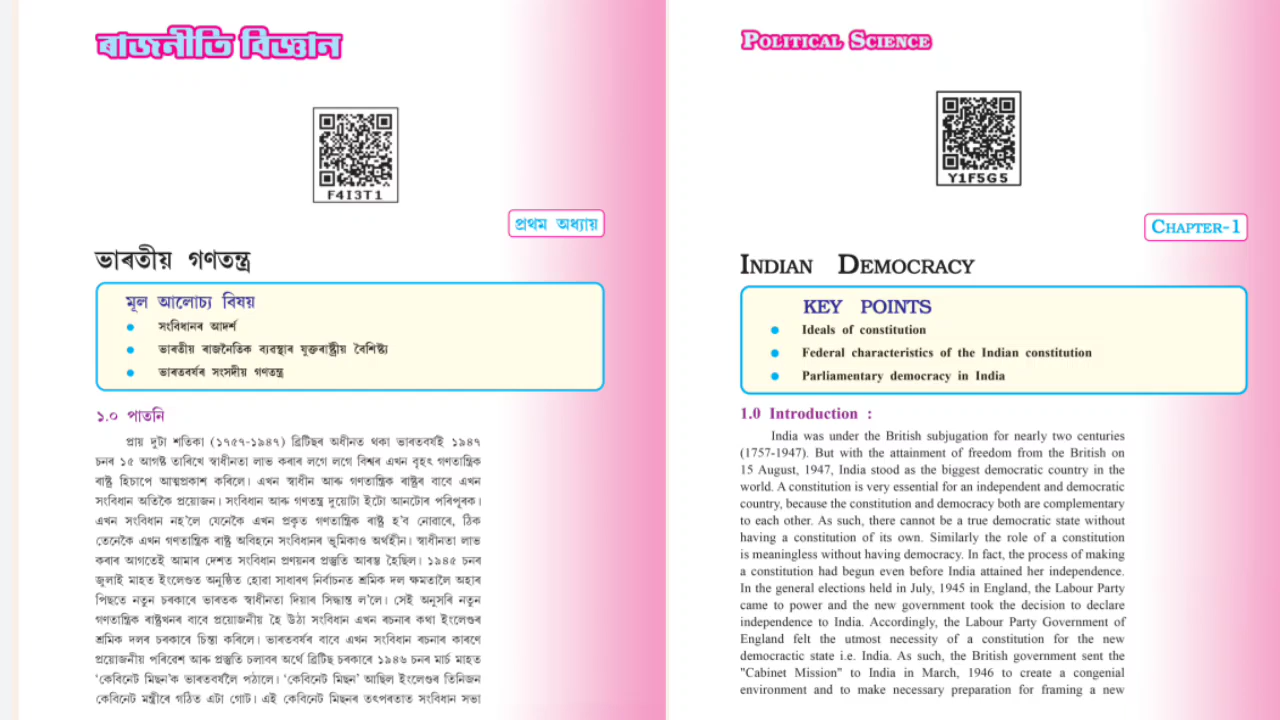 ৰাজনীতি বিজ্ঞান
F4I3T1
প্ৰথম অধ্যায়
ভাৰতীয় গণতন্ত্ৰ
মূল আলোচ্য বিষয়
সংবিধানৰ আদৰ্শ
ভাৰতীয় ৰাজনৈতিক ব্যৱস্থাৰ যুক্তৰাষ্ট্ৰীয় বৈশিষ্ট্য
ভাৰতবৰ্ষৰ সংসদীয় গণতন্ত্ৰ
১.০ পাতনি
প্ৰায় দুটা শতিকা (১৭৫৭-১৯৪৭) ব্ৰিটিছৰ অধীনত থকা ভাৰতবৰ্ষই ১৯৪৭
চনৰ ১৫ আগষ্ট তাৰিখে স্বাধীনতা লাভ কৰাৰ লগে লগে বিশ্বৰ এখন বৃহৎ গণতান্ত্ৰিক
ৰাষ্ট্ৰ হিচাপে আত্মপ্ৰকাশ কৰিলে। এখন স্বাধীন আৰু গণতান্ত্ৰিক ৰাষ্ট্ৰৰ বাবে এখন
সংবিধান অতিকৈ প্ৰয়োজন। সংবিধান আৰু গণতন্ত্ৰ দুয়োটা ইটো আনটোৰ পৰিপূৰক।
এখন সংবিধান নহ’লে যেনেকৈ এখন প্ৰকৃত গণতান্ত্ৰিক ৰাষ্ট্ৰ হ’ব নোৱাৰে, ঠিক
তেনেকৈ এখন গণতান্ত্ৰিক ৰাষ্ট্ৰ অবিহনে সংবিধানৰ ভূমিকাও অৰ্থহীন। স্বাধীনতা লাভ
কৰাৰ আগতেই আমাৰ দেশত সংবিধান প্ৰণয়নৰ প্ৰস্তুতি আৰম্ভ হৈছিল। ১৯৪৫ চনৰ
জুলাই মাহত ইংলেণ্ডত অনুষ্ঠিত হোৱা সাধাৰণ নিৰ্বাচনত শ্ৰমিক দল ক্ষমতালৈ অহাৰ
পিছতে নতুন চৰকাৰে ভাৰতক স্বাধীনতা দিয়াৰ সিদ্ধান্ত ল’লে। সেই অনুসৰি নতুন
গণতান্ত্ৰিক ৰাষ্ট্ৰখনৰ বাবে প্ৰয়োজনীয় হৈ উঠা সংবিধান এখন ৰচনাৰ কথা ইংলেণ্ডৰ
শ্ৰমিক দলৰ চৰকাৰে চিন্তা কৰিলে। ভাৰতবৰ্ষৰ বাবে এখন সংবিধান ৰচনাৰ কাৰণে
প্ৰয়োজনীয় পৰিবেশ আৰু প্ৰস্তুতি চলাবৰ অৰ্থে ব্ৰিটিছ চৰকাৰে ১৯৪৬ চনৰ মাৰ্চ মাহত
‘কেবিনেট মিছন’ক ভাৰতবৰ্ষলৈ পঠালে। ‘কেবিনেট মিছন’ আছিল ইংলেণ্ডৰ তিনিজন
কেবিনেট মন্ত্ৰীৰে গঠিত এটা গোট। এই কেবিনেট মিছনৰ তৎপৰতাত সংবিধান সভা
POLITICAL SCIENCE
Y1F5G5
CHAPTER-1
INDIAN DEMOCRACY
KEY POINTS
Ideals of constitution
Federal characteristics of the Indian constitution
Parliamentary democracy in India
1.0 Introduction :
India was under the British subjugation for nearly two centuries
(1757-1947). But with the attainment of freedom from the British on
15 August, 1947, India stood as the biggest democratic country in the
world. A constitution is very essential for an independent and democratic
country, because the constitution and democracy both are complementary
to each other. As such, there cannot be a true democratic state without
having a constitution of its own. Similarly the role of a constitution
is meaningless without having democracy. In fact, the process of making
a constitution had begun even before India attained her independence.
In the general elections held in July, 1945 in England, the Labour Party
came to power and the new government took the decision to declare
independence to India. Accordingly, the Labour Party Government of
England felt the utmost necessity of a constitution for the new
democractic state i.e. India. As such, the British government sent the
"Cabinet Mission" to India in March, 1946 to create a congenial
environment and to make necessary preparation for framing a new